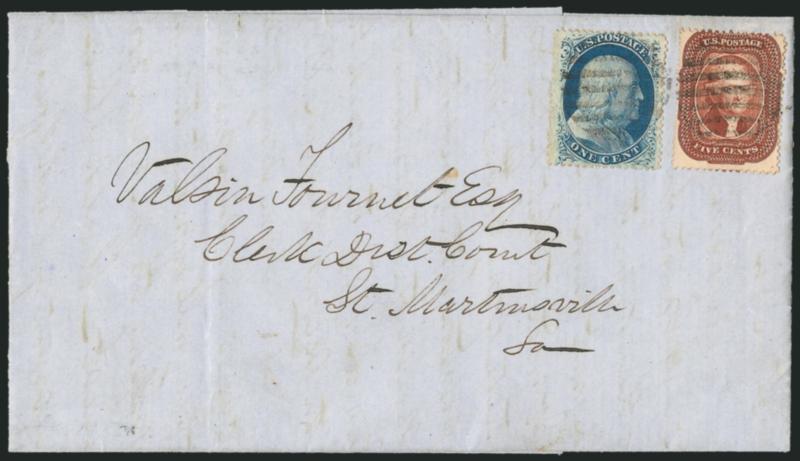 U.S. POSTAGE
ONE CENT
U.S. POSTAGE
FIVE CENTS
Valsin Fournet Esq
Clerk Dist. Court
St. Martinsville
La